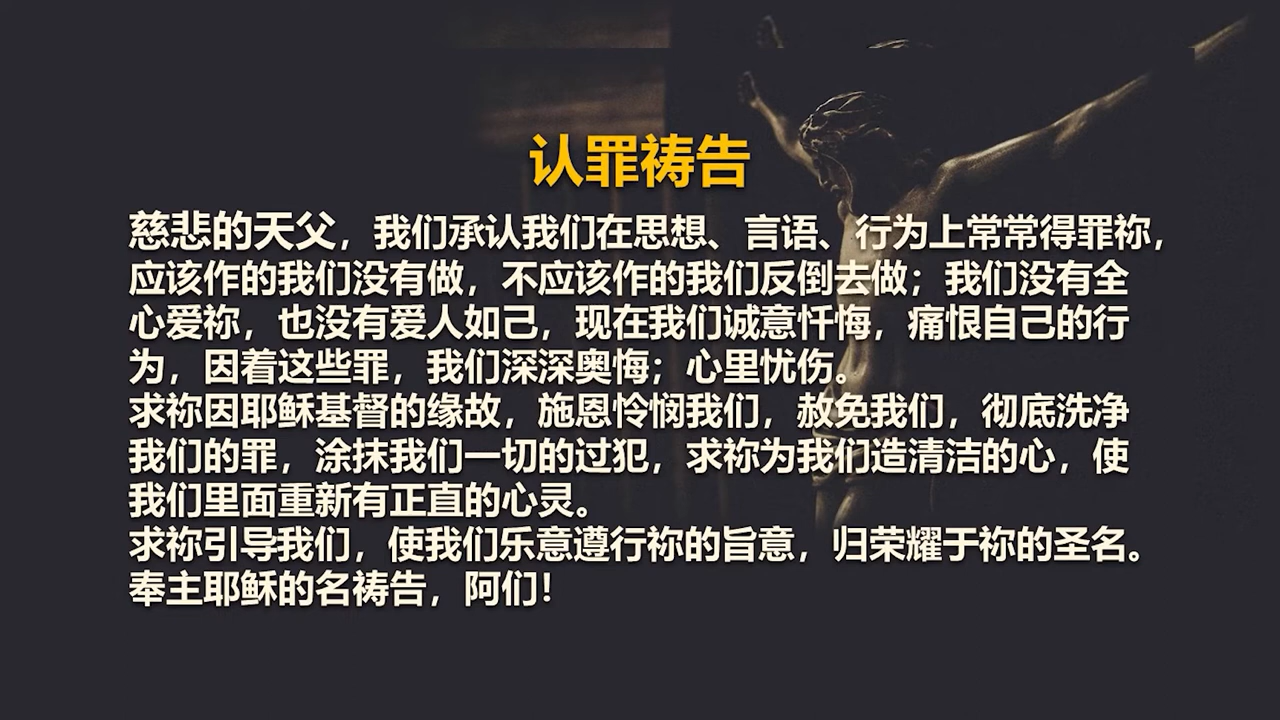 认罪祷告
慈悲的天父，我们承认我们在思想、言语、行为上常常得罪祢，
应该作的我们没有做，不应该作的我们反倒去做；我们没有全
心爱祢，也没有爱人如己，现在我们诚意忏悔，痛恨自己的行
为，因着这些罪，我们深深奥悔；心里忧伤。
求祢因耶稣基督的缘故，施恩怜悯我们，赦免我们，彻底洗净
我们的罪，涂抹我们一切的过犯，求祢为我们造清洁的心，使
我们里面重新有正直的心灵。
求祢引导我们，使我们乐意遵行祢的旨意，归荣耀于祢的圣名。
奉主耶稣的名祷告，阿们！